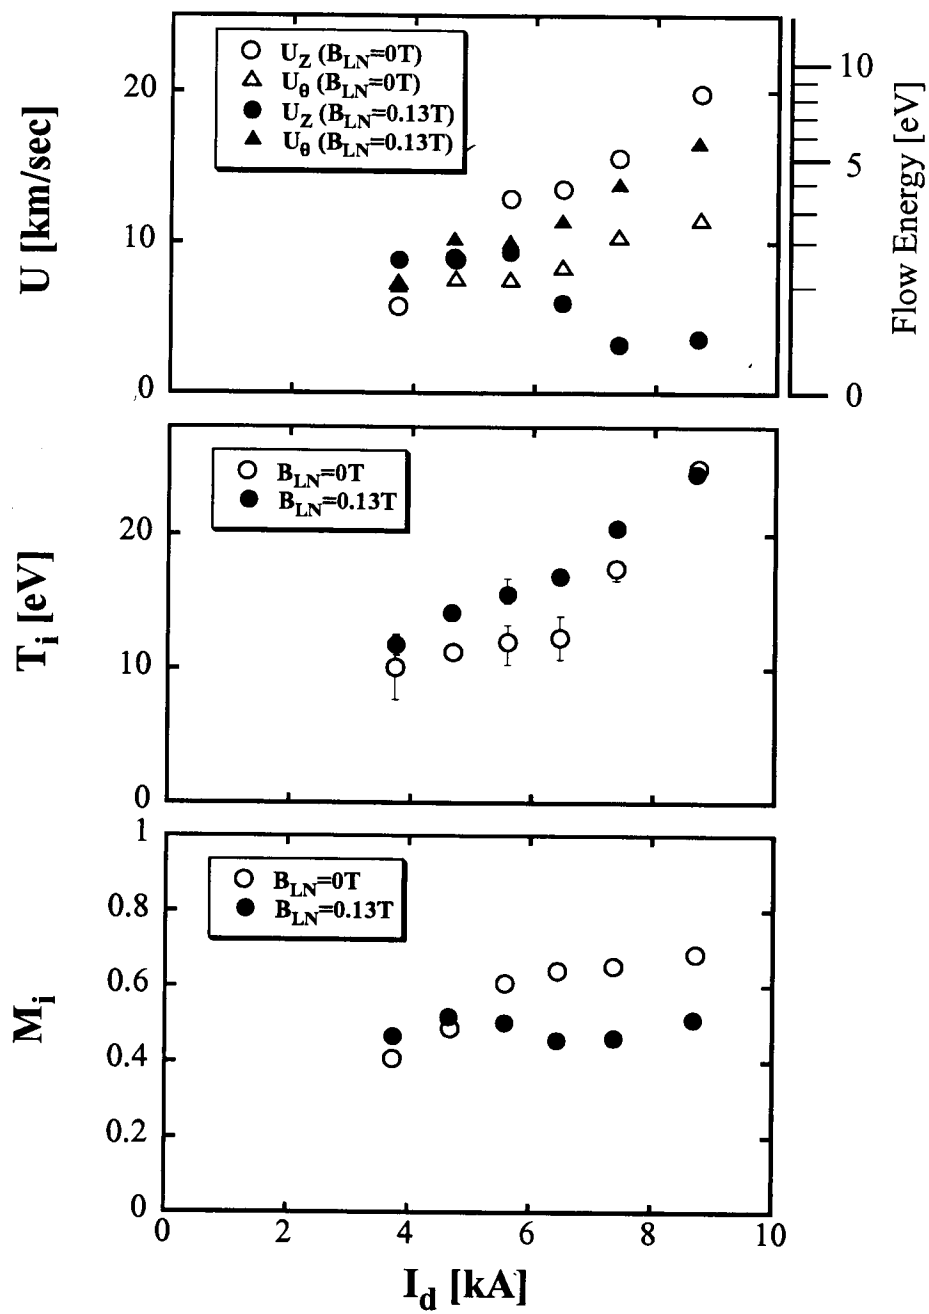 U_Z (B_LN=0T)
U_θ (B_LN=0T)
U_Z (B_LN=0.13T)
U_θ (B_LN=0.13T)
20
10
0
U [km/sec]
10
5
0
Flow Energy [eV]
B_LN=0T
B_LN=0.13T
20
10
0
T_i [eV]
B_LN=0T
B_LN=0.13T
1
0.8
0.6
0.4
0.2
0
M_i
0 2 4 6 8 10
I_d [kA]